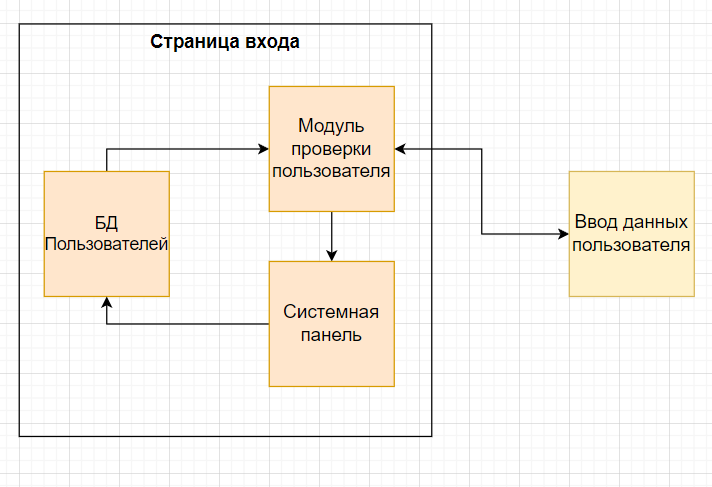 Страница входа
Модуль
проверки
пользователя
БД
Пользователей
Ввод данных
пользователя
Системная
панель